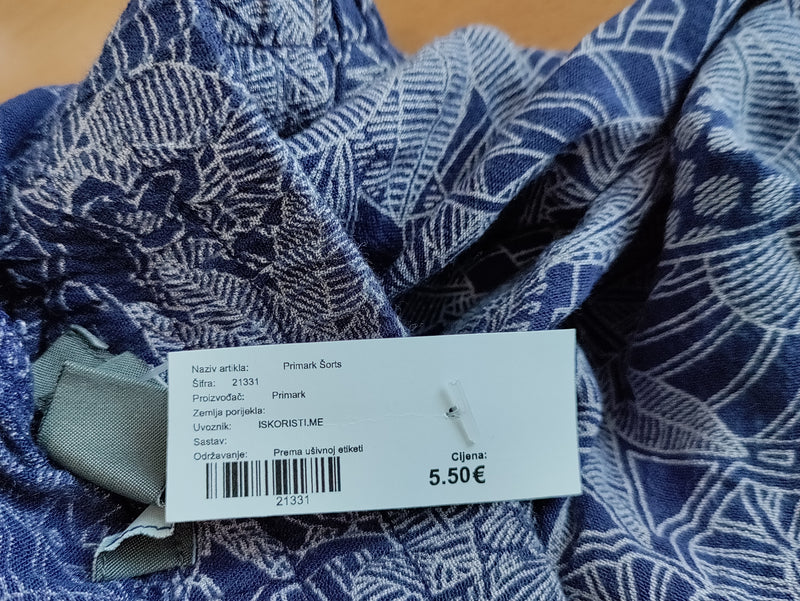 Naziv artikla: Primark Šorts
Šifra: 21331
Proizvođač: Primark
Zemlja porijekla:
Uvoznik: ISKORISTI.ME
Sastav:
Održavanje: Prema ušivnoj etiketi
Cijena:
5.50€
21331